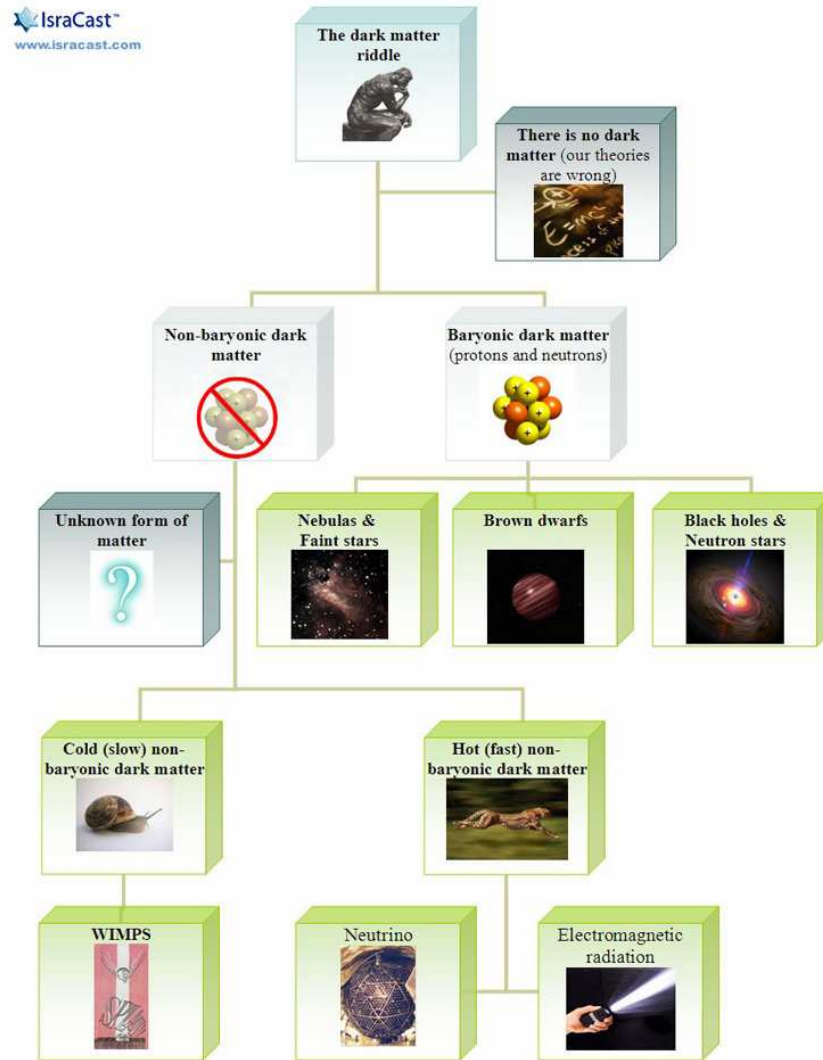 IsraCast™
www.isracast.com
The dark matter
riddle
There is no dark
matter (our theories
are wrong)
E=mc²
Non-baryonic dark
matter
Baryonic dark matter
(protons and neutrons)
Unknown form of
matter
?
Nebulas &
Faint stars
Brown dwarfs
Black holes &
Neutron stars
Cold (slow) non-
baryonic dark matter
Hot (fast) non-
baryonic dark matter
WIMPS
Neutrino
Electromagnetic
radiation